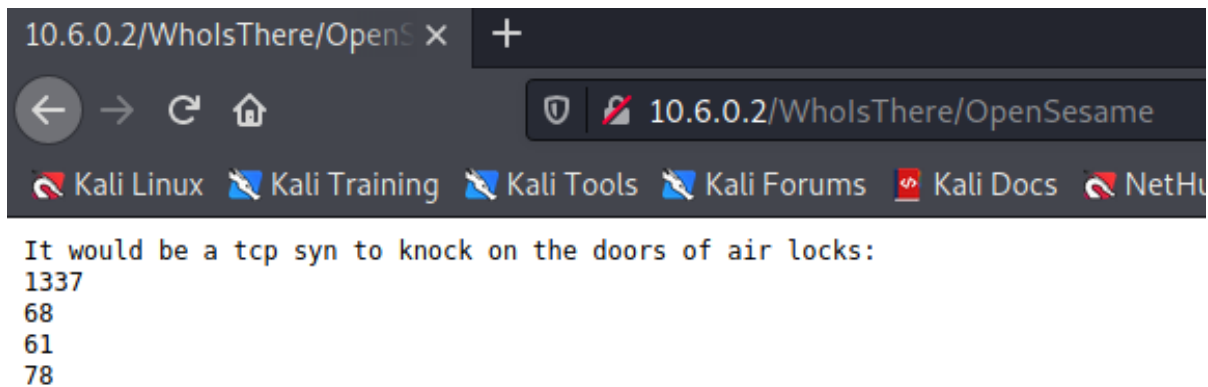 10.6.0.2/WhoIsThere/OpenS
10.6.0.2/WhoIsThere/OpenSesame
Kali Linux Kali Training Kali Tools Kali Forums Kali Docs NetHu
It would be a tcp syn to knock on the doors of air locks:
1337
68
61
78